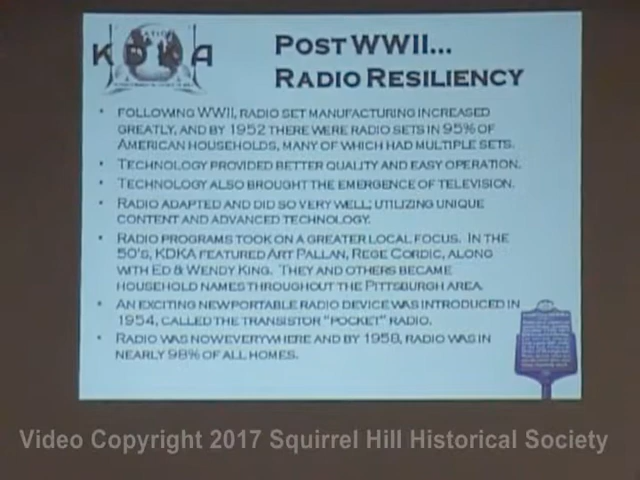 KDKA
POST WWII...
RADIO RESILIENCY
• FOLLOWING WWII, RADIO SET MANUFACTURING INCREASED
GREATLY, AND BY 1952 THERE WERE RADIO SETS IN 95% OF
AMERICAN HOUSEHOLDS, MANY OF WHICH HAD MULTIPLE SETS.
• TECHNOLOGY PROVIDED BETTER QUALITY AND EASY OPERATION.
• TECHNOLOGY ALSO BROUGHT THE EMERGENCE OF TELEVISION.
• RADIO ADAPTED AND DID SO VERY WELL; UTILIZING UNIQUE
CONTENT AND ADVANCED TECHNOLOGY.
• RADIO PROGRAMS TOOK ON A GREATER LOCAL FOCUS. IN THE
50'S, KDKA FEATURED ART PALLAN, REGE CORDIC, ALONG
WITH ED & WENDY KING. THEY AND OTHERS BECAME
HOUSEHOLD NAMES THROUGHOUT THE PITTSBURGH AREA.
• AN EXCITING NEW PORTABLE RADIO DEVICE WAS INTRODUCED IN
1954, CALLED THE TRANSISTOR "POCKET" RADIO.
• RADIO WAS NOW EVERYWHERE AND BY 1958, RADIO WAS IN
NEARLY 98% OF ALL HOMES.
Video Copyright 2017 Squirrel Hill Historical Society